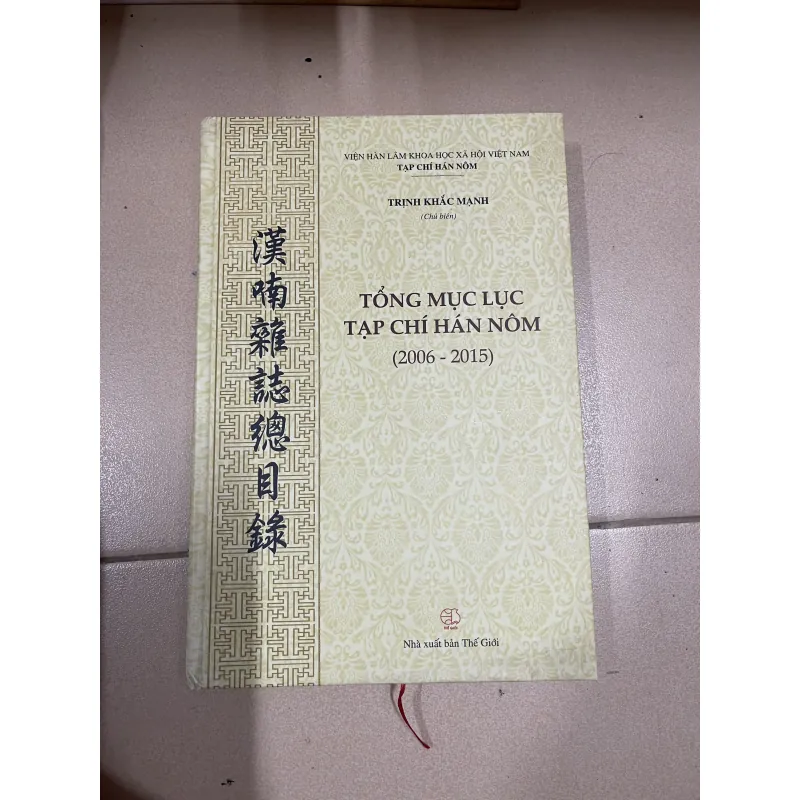 VIỆN HÀN LÂM KHOA HỌC XÃ HỘI VIỆT NAM
TẠP CHÍ HÁN NÔM
TRỊNH KHẮC MẠNH
(Chủ biên)
漢喃雜誌總目錄
TỔNG MỤC LỤC
TẠP CHÍ HÁN NÔM
(2006 - 2015)
thế giới
Nhà xuất bản Thế Giới